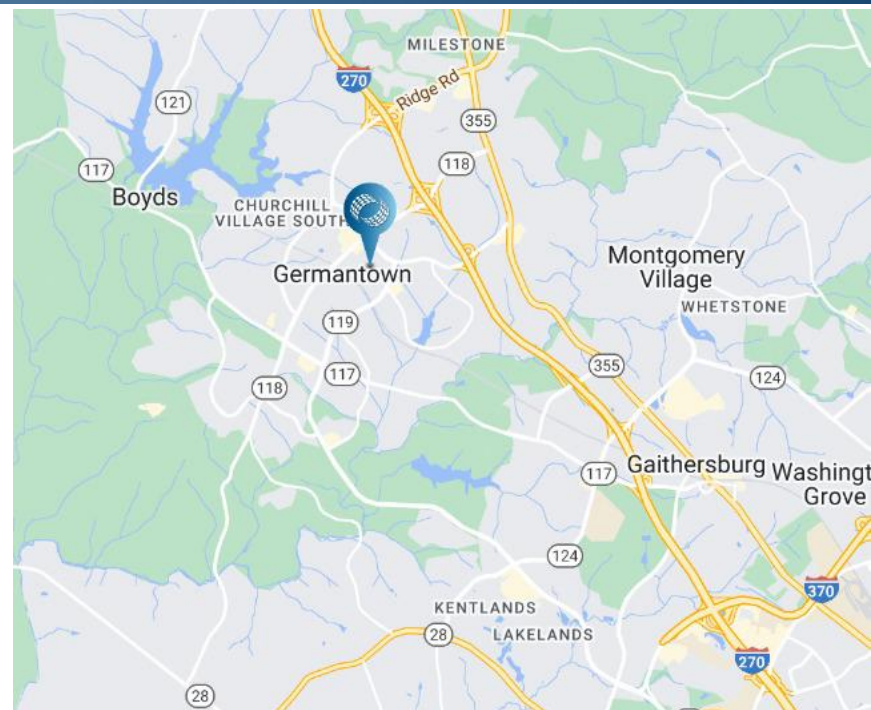 MILESTONE
270
Ridge Rd
121
355
117
118
Boyds
CHURCHILL
VILLAGE SOUTH
Germantown
Montgomery
Village
WHETSTONE
119
117
355
118
124
117
Gaithersburg
Washingt
Grove
124
370
KENTLANDS
28
LAKELANDS
270
28